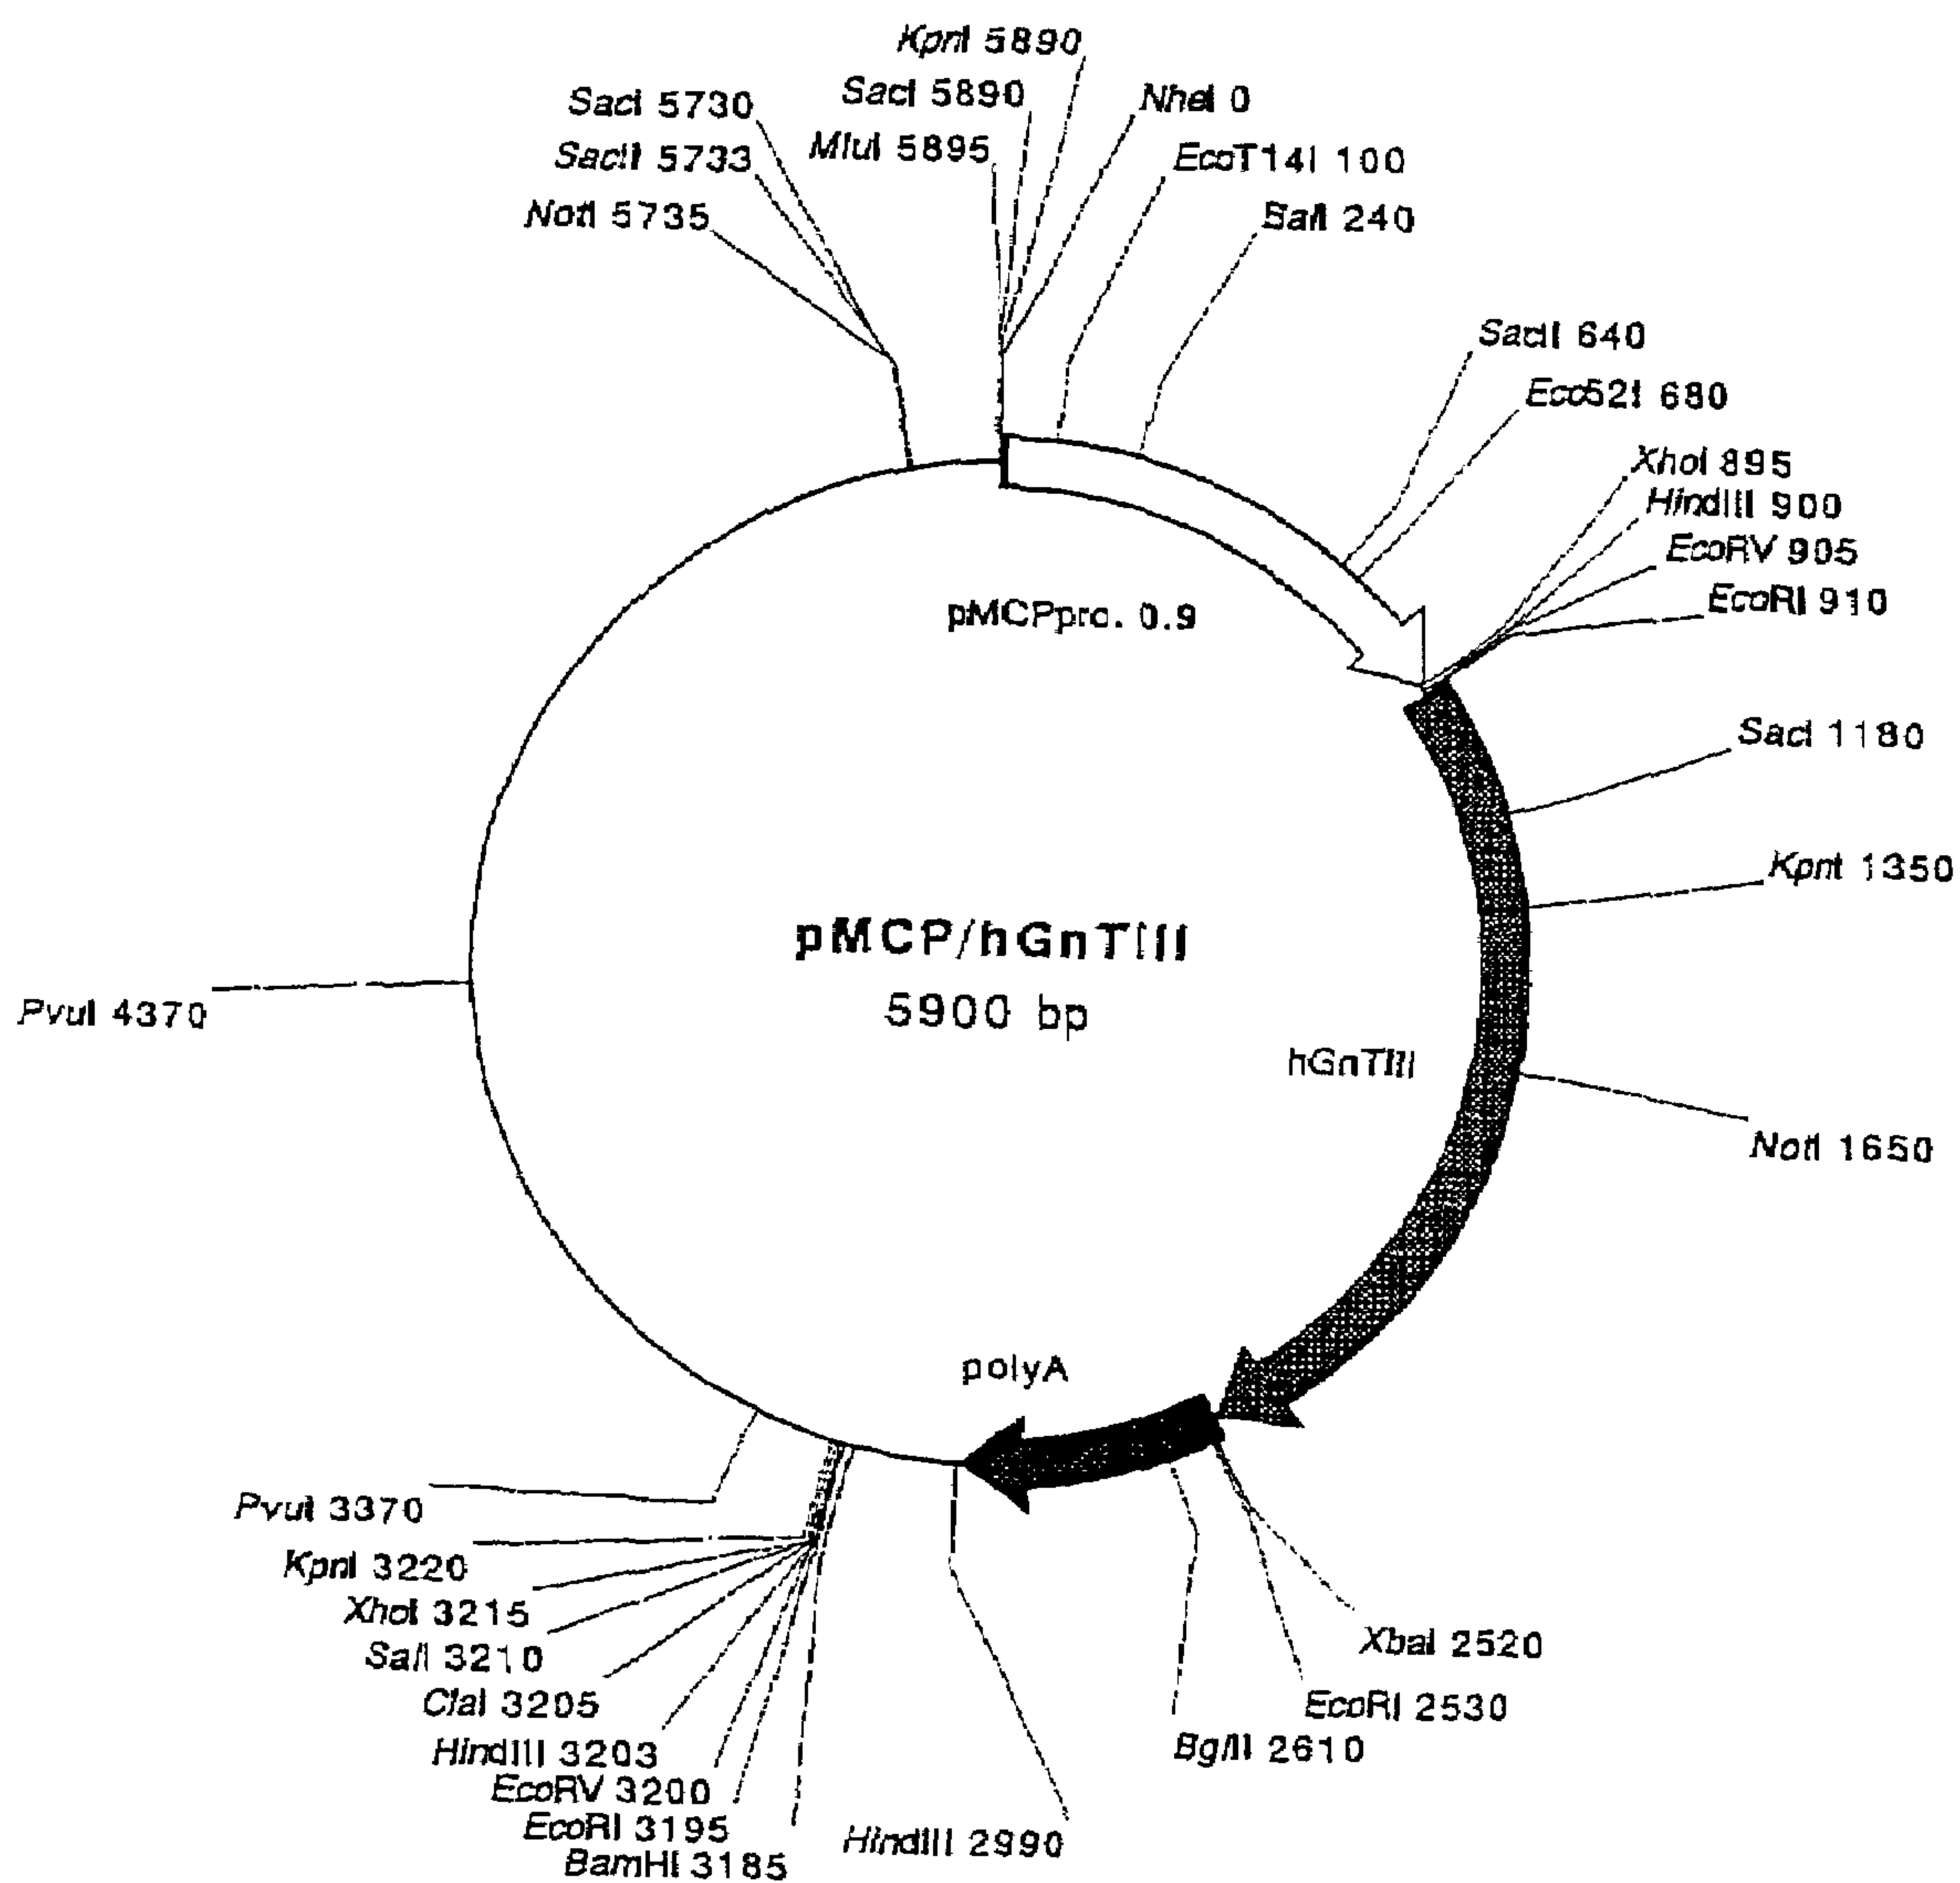 KpnI 5890
SacI 5890
MluI 5895
SacI 5730
SacII 5733
NotI 5735
NheI 0
EcoT14I 100
BalI 240
SacII 640
Eco52I 680
XhoI 895
HindIII 900
EcoRV 905
EcoRI 910
SacI 1180
KpnI 1350
NotI 1650
pMCPpro. 0.9
pMCP/hGnTIII
5900 bp
hGnTIII
polyA
PvuI 4370
PvuI 3370
KpnI 3220
XhoI 3215
SalI 3210
ClaI 3205
HindIII 3203
EcoRV 3200
EcoRI 3195
BamHI 3185
HindIII 2990
BglII 2610
EcoRI 2530
XbaI 2520